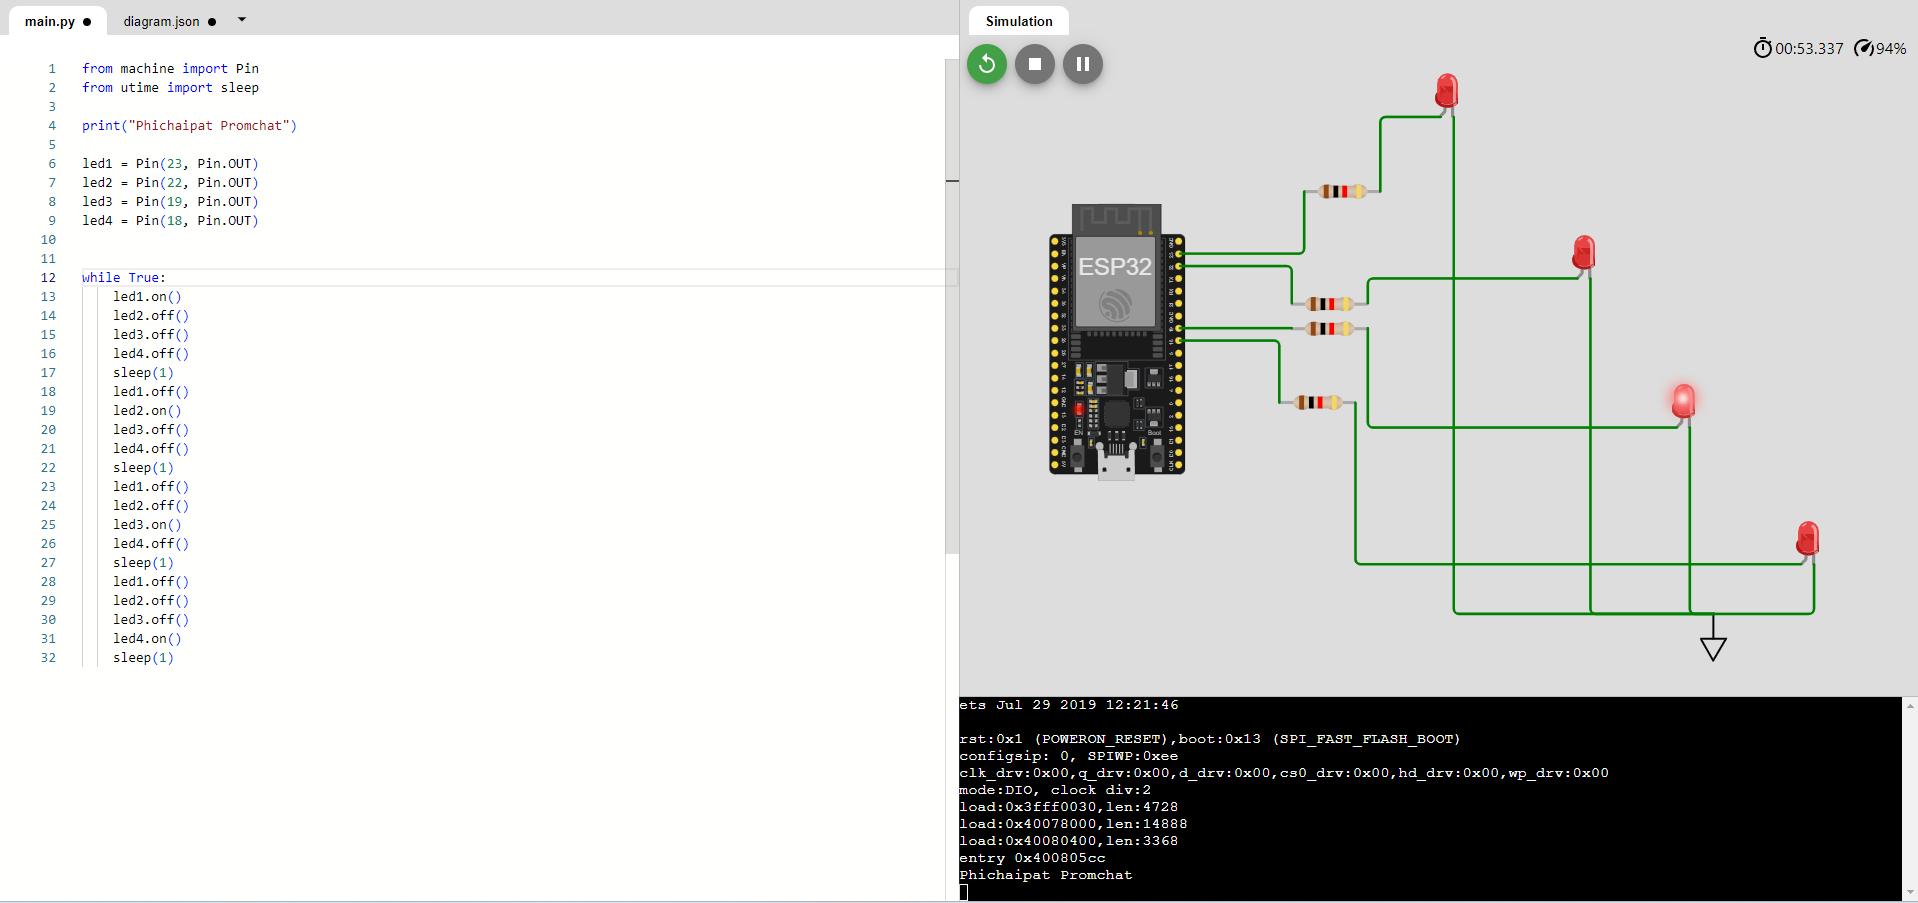 main.py ● diagram.json ●
1 from machine import Pin
2 from utime import sleep
3
4 print("Phichaipat Promchat")
5
6 led1 = Pin(23, Pin.OUT)
7 led2 = Pin(22, Pin.OUT)
8 led3 = Pin(19, Pin.OUT)
9 led4 = Pin(18, Pin.OUT)
10
11
12 while True:
13 led1.on()
14 led2.off()
15 led3.off()
16 led4.off()
17 sleep(1)
18 led1.off()
19 led2.on()
20 led3.off()
21 led4.off()
22 sleep(1)
23 led1.off()
24 led2.off()
25 led3.on()
26 led4.off()
27 sleep(1)
28 led1.off()
29 led2.off()
30 led3.off()
31 led4.on()
32 sleep(1)
Simulation
00:53.337 94%
ESP32
EN Boot
ets Jul 29 2019 12:21:46
rst:0x1 (POWERON_RESET),boot:0x13 (SPI_FAST_FLASH_BOOT)
configsip: 0, SPIWP:0xee
clk_drv:0x00,q_drv:0x00,d_drv:0x00,cs0_drv:0x00,hd_drv:0x00,wp_drv:0x00
mode:DIO, clock div:2
load:0x3fff0030,len:4728
load:0x40078000,len:14888
load:0x40080400,len:3368
entry 0x400805cc
Phichaipat Promchat